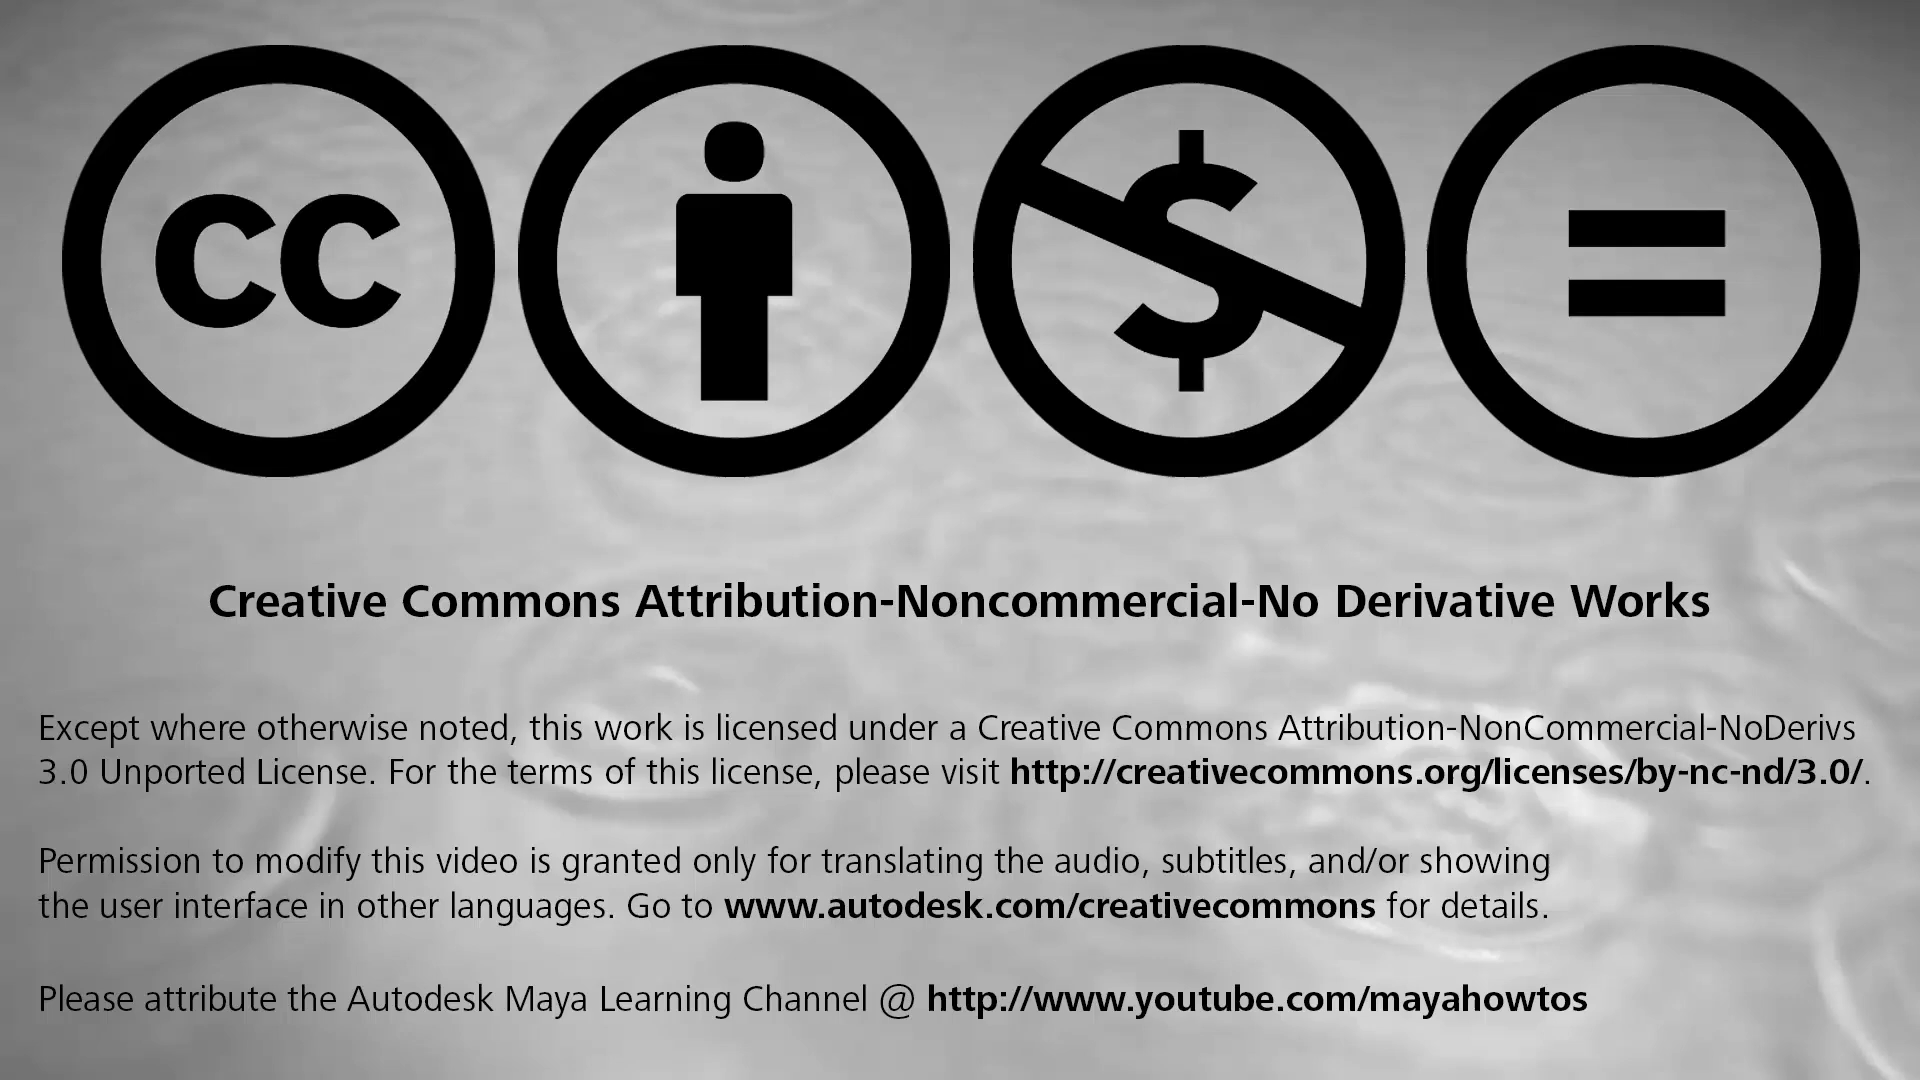 cc $ =
Creative Commons Attribution-Noncommercial-No Derivative Works
Except where otherwise noted, this work is licensed under a Creative Commons Attribution-NonCommercial-NoDerivs
3.0 Unported License. For the terms of this license, please visit http://creativecommons.org/licenses/by-nc-nd/3.0/.
Permission to modify this video is granted only for translating the audio, subtitles, and/or showing
the user interface in other languages. Go to www.autodesk.com/creativecommons for details.
Please attribute the Autodesk Maya Learning Channel @ http://www.youtube.com/mayahowtos